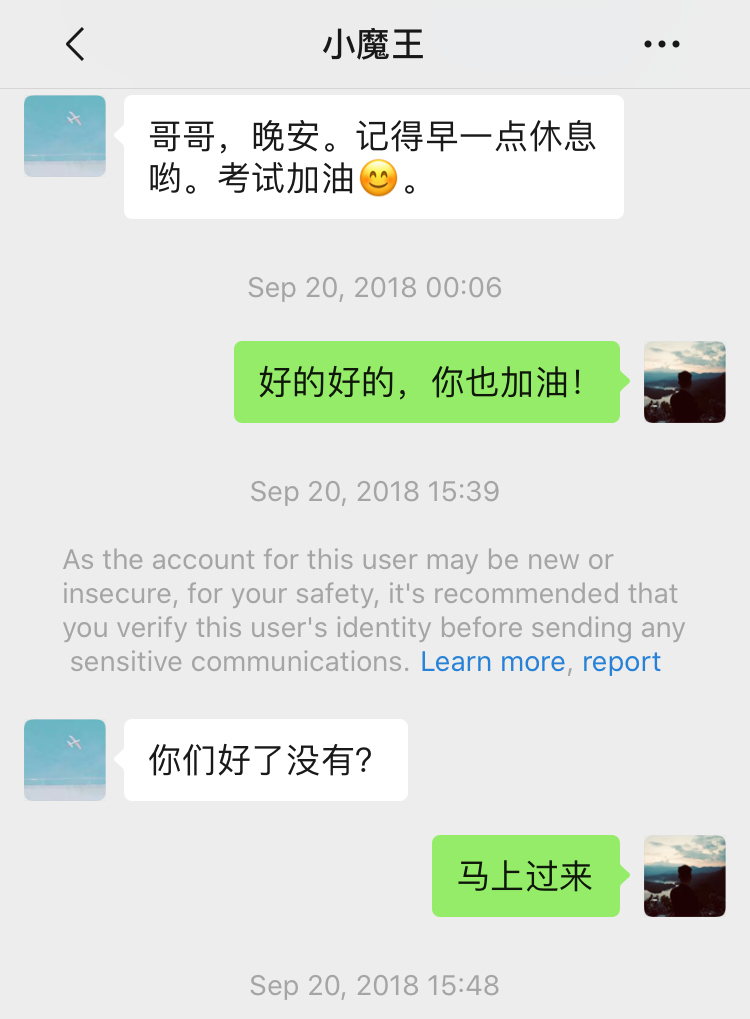 小魔王
哥哥，晚安。记得早一点休息
哟。考试加油😊。
Sep 20, 2018 00:06
好的好的，你也加油！
Sep 20, 2018 15:39
As the account for this user may be new or
insecure, for your safety, it's recommended that
you verify this user's identity before sending any
sensitive communications. Learn more, report
你们好了没有?
马上过来
Sep 20, 2018 15:48